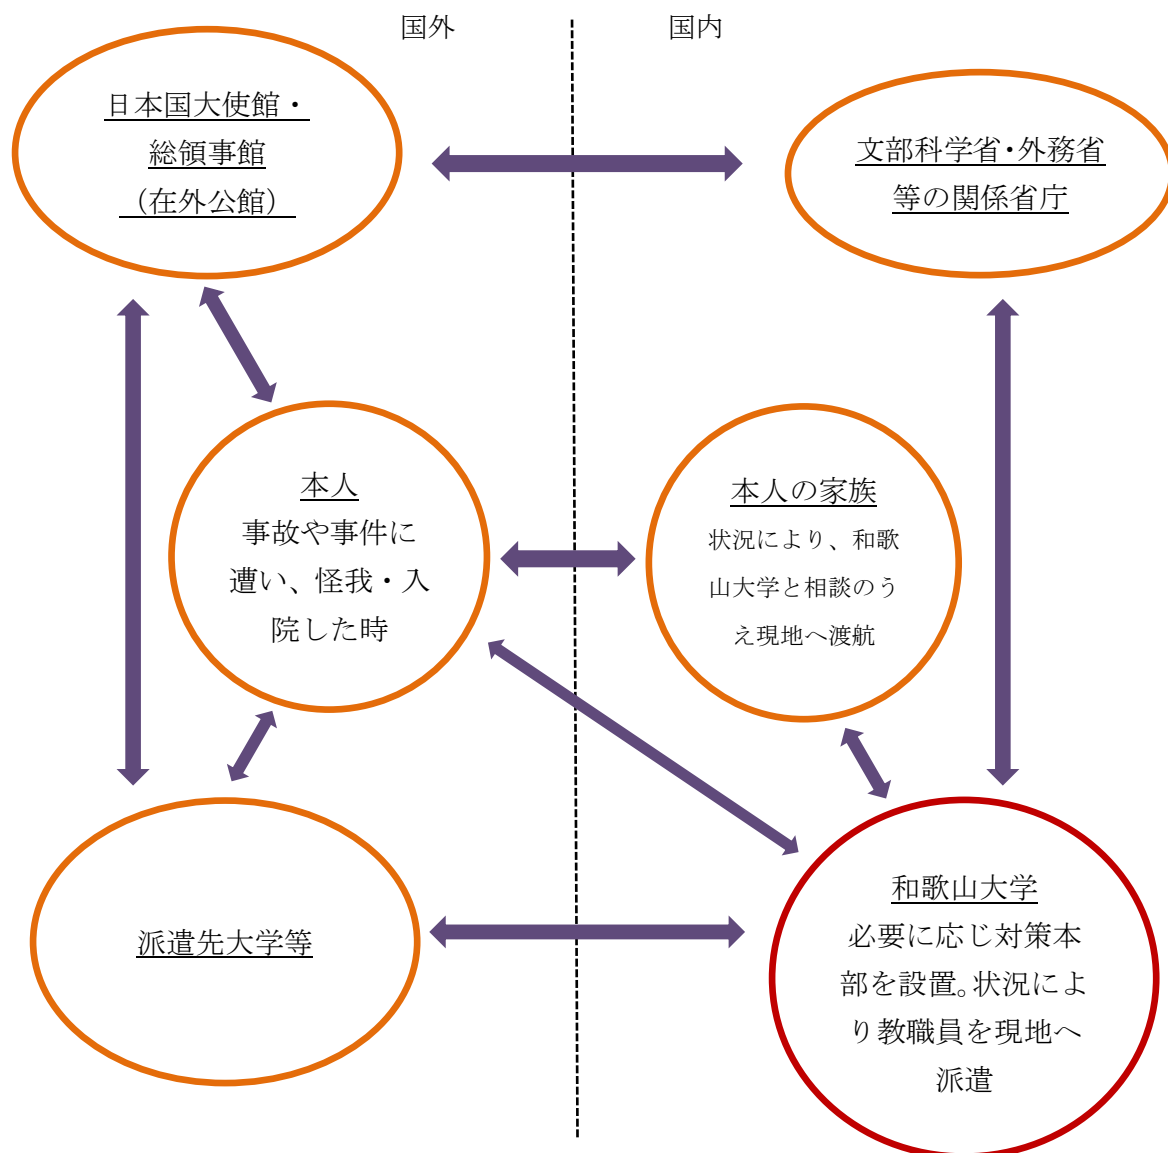 国外
国内
日本国大使館・
総領事館
（在外公館）
文部科学省・外務省
等の関係省庁
本人
事故や事件に
遭い、怪我・入
院した時
本人の家族
状況により、和歌
山大学と相談のう
え現地へ渡航
派遣先大学等
和歌山大学
必要に応じ対策本
部を設置。状況によ
り教職員を現地へ
派遣